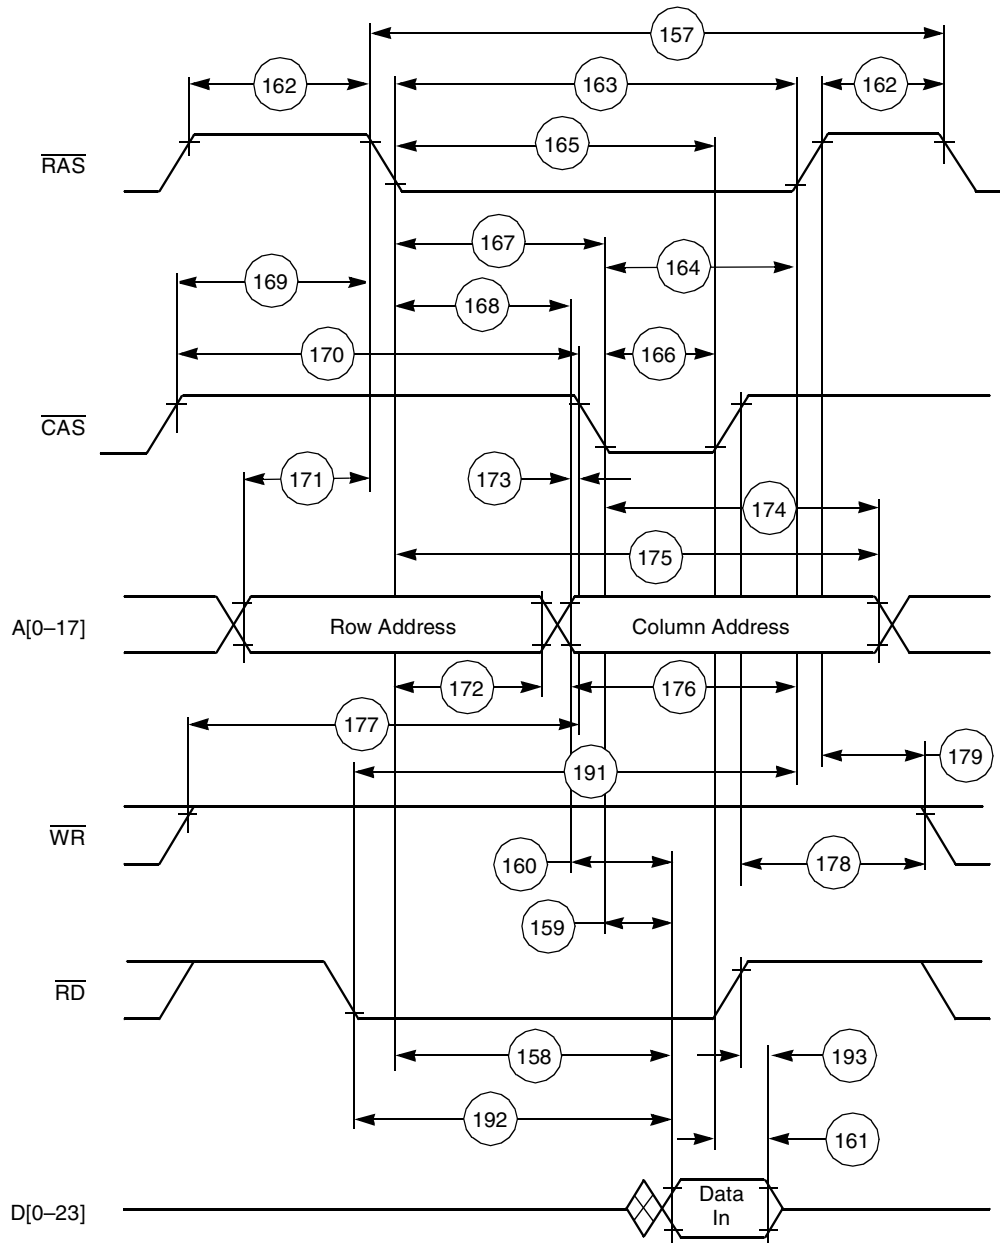 157
162 163 162
165
RAS
167
164
169
168
170 166
CAS
171 173
174
175
A[0–17] Row Address Column Address
172 176
177
179
191
WR
160 178
159
RD
158 193
192
161
Data
In
D[0–23]